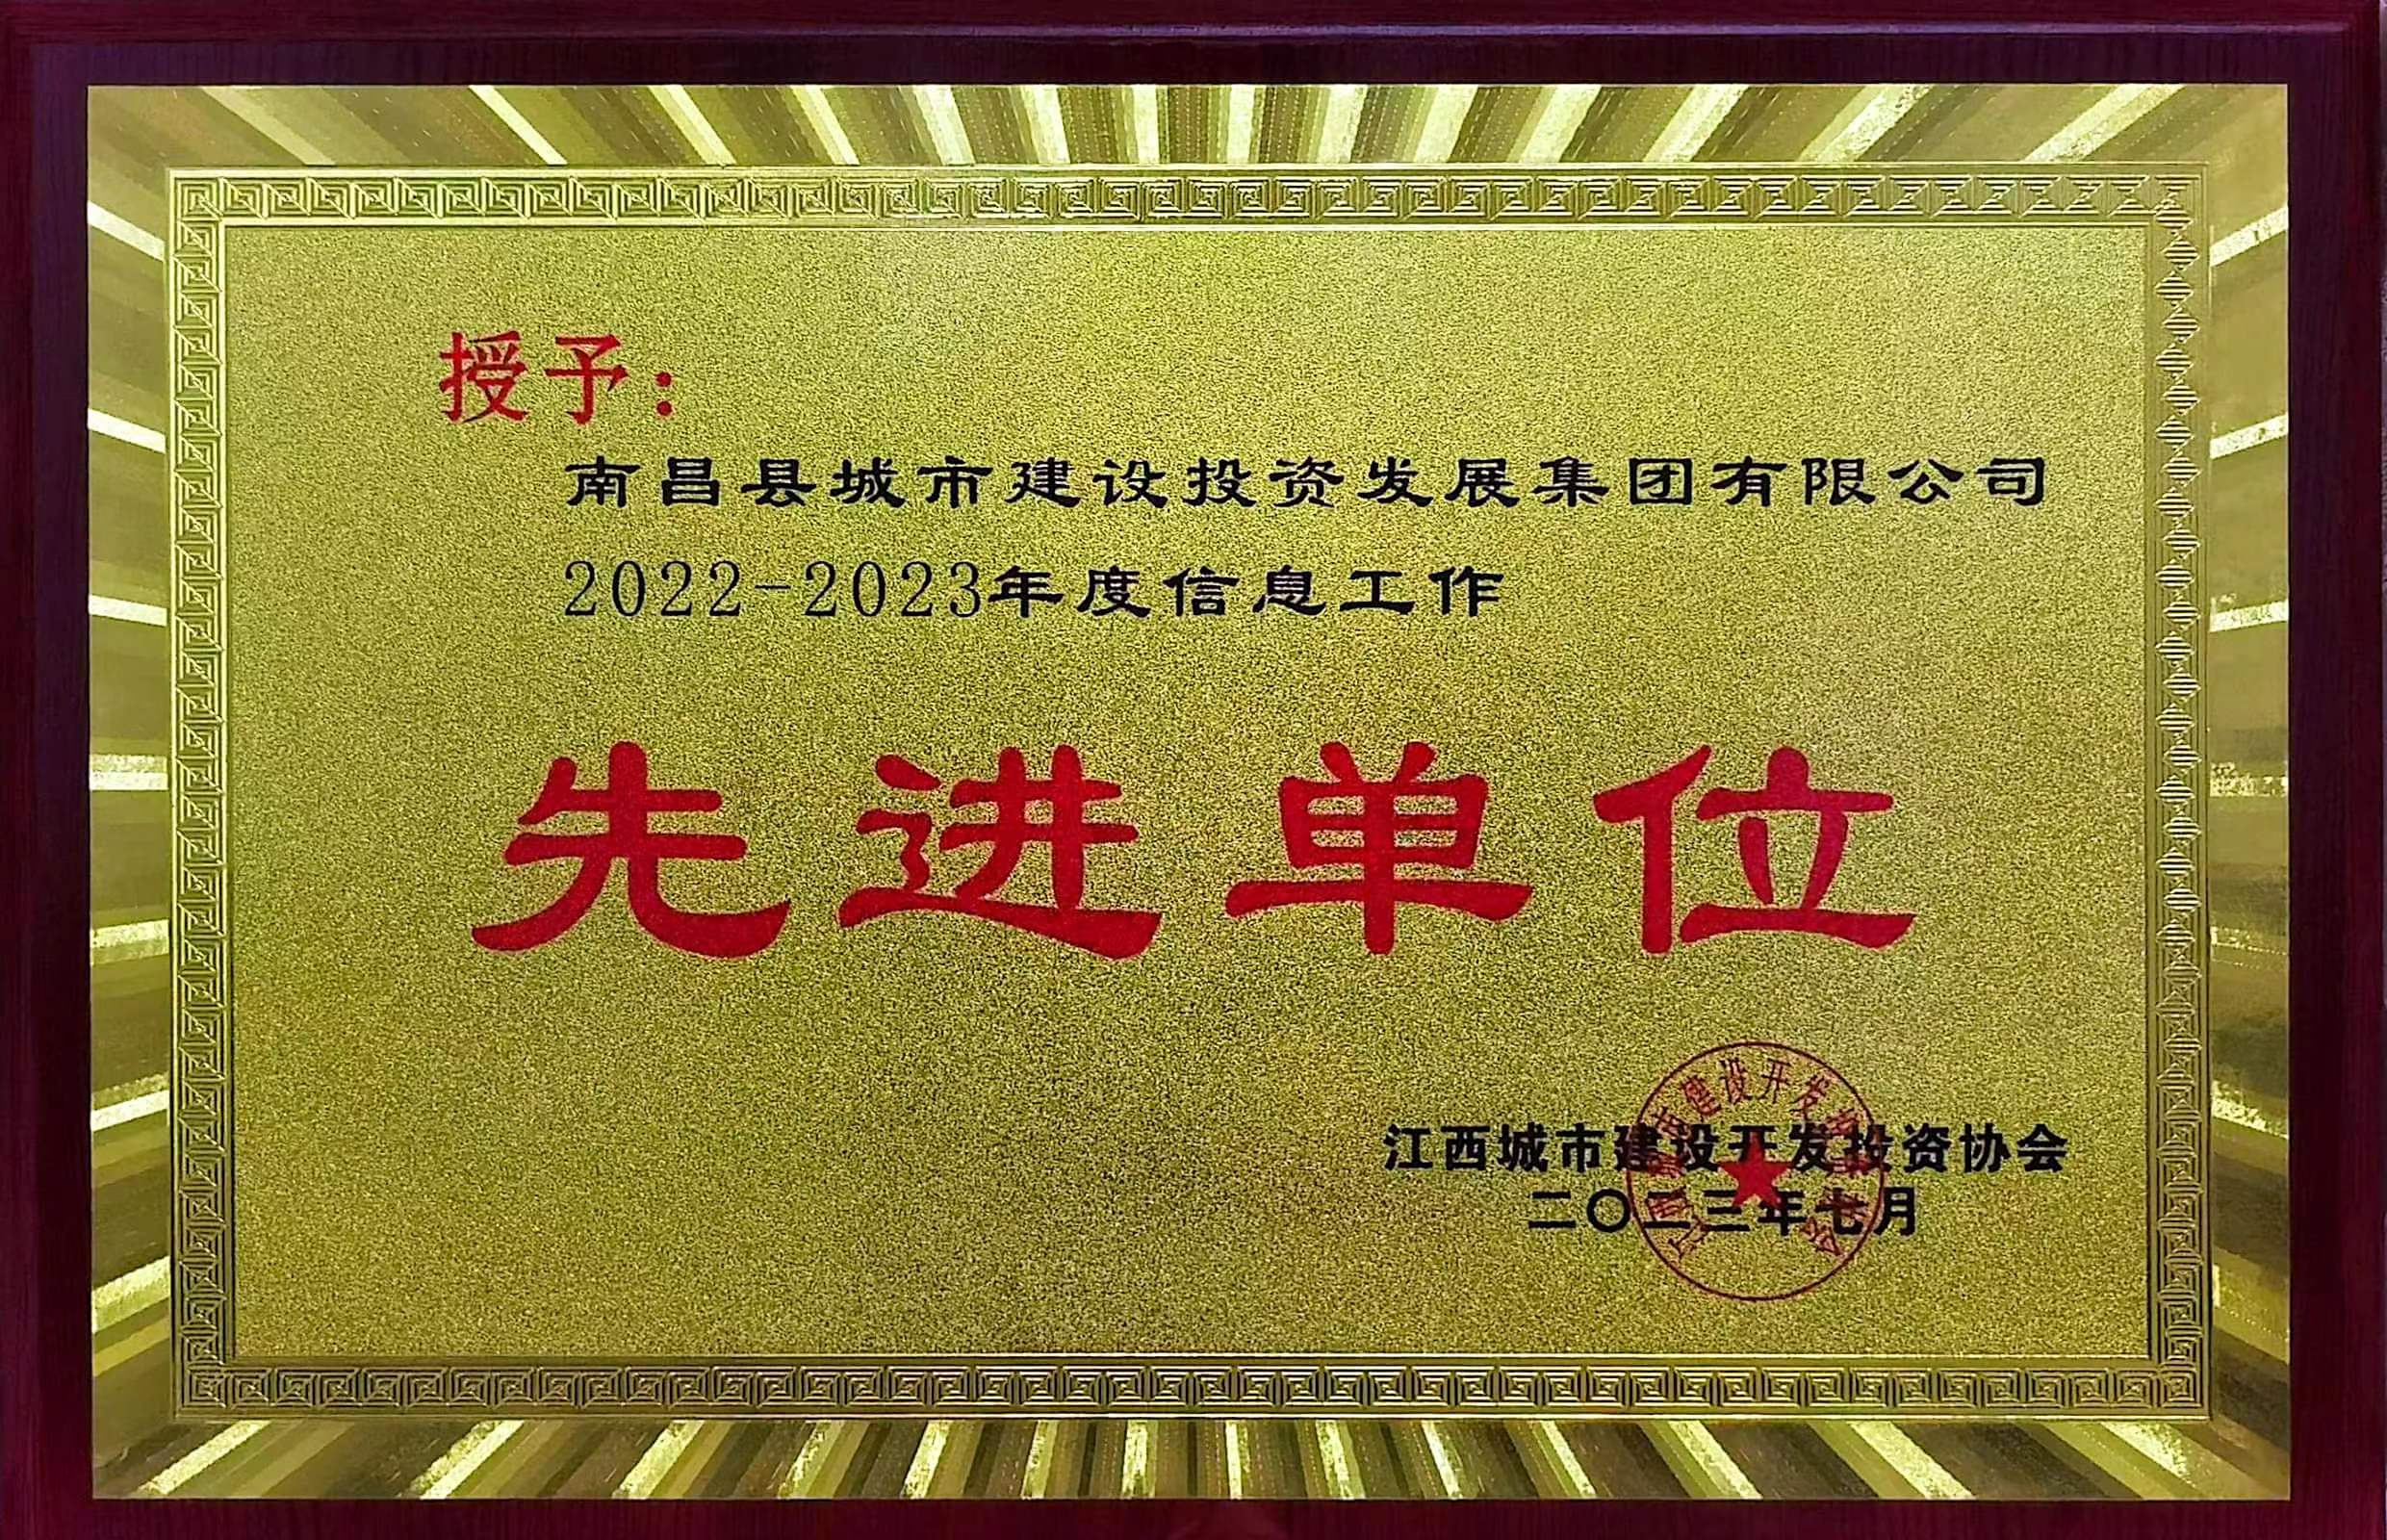 授予：
南昌县城市建设投资发展集团有限公司
2022-2023年度信息工作
先进单位
江西城市建设开发投资协会
二〇二三年七月